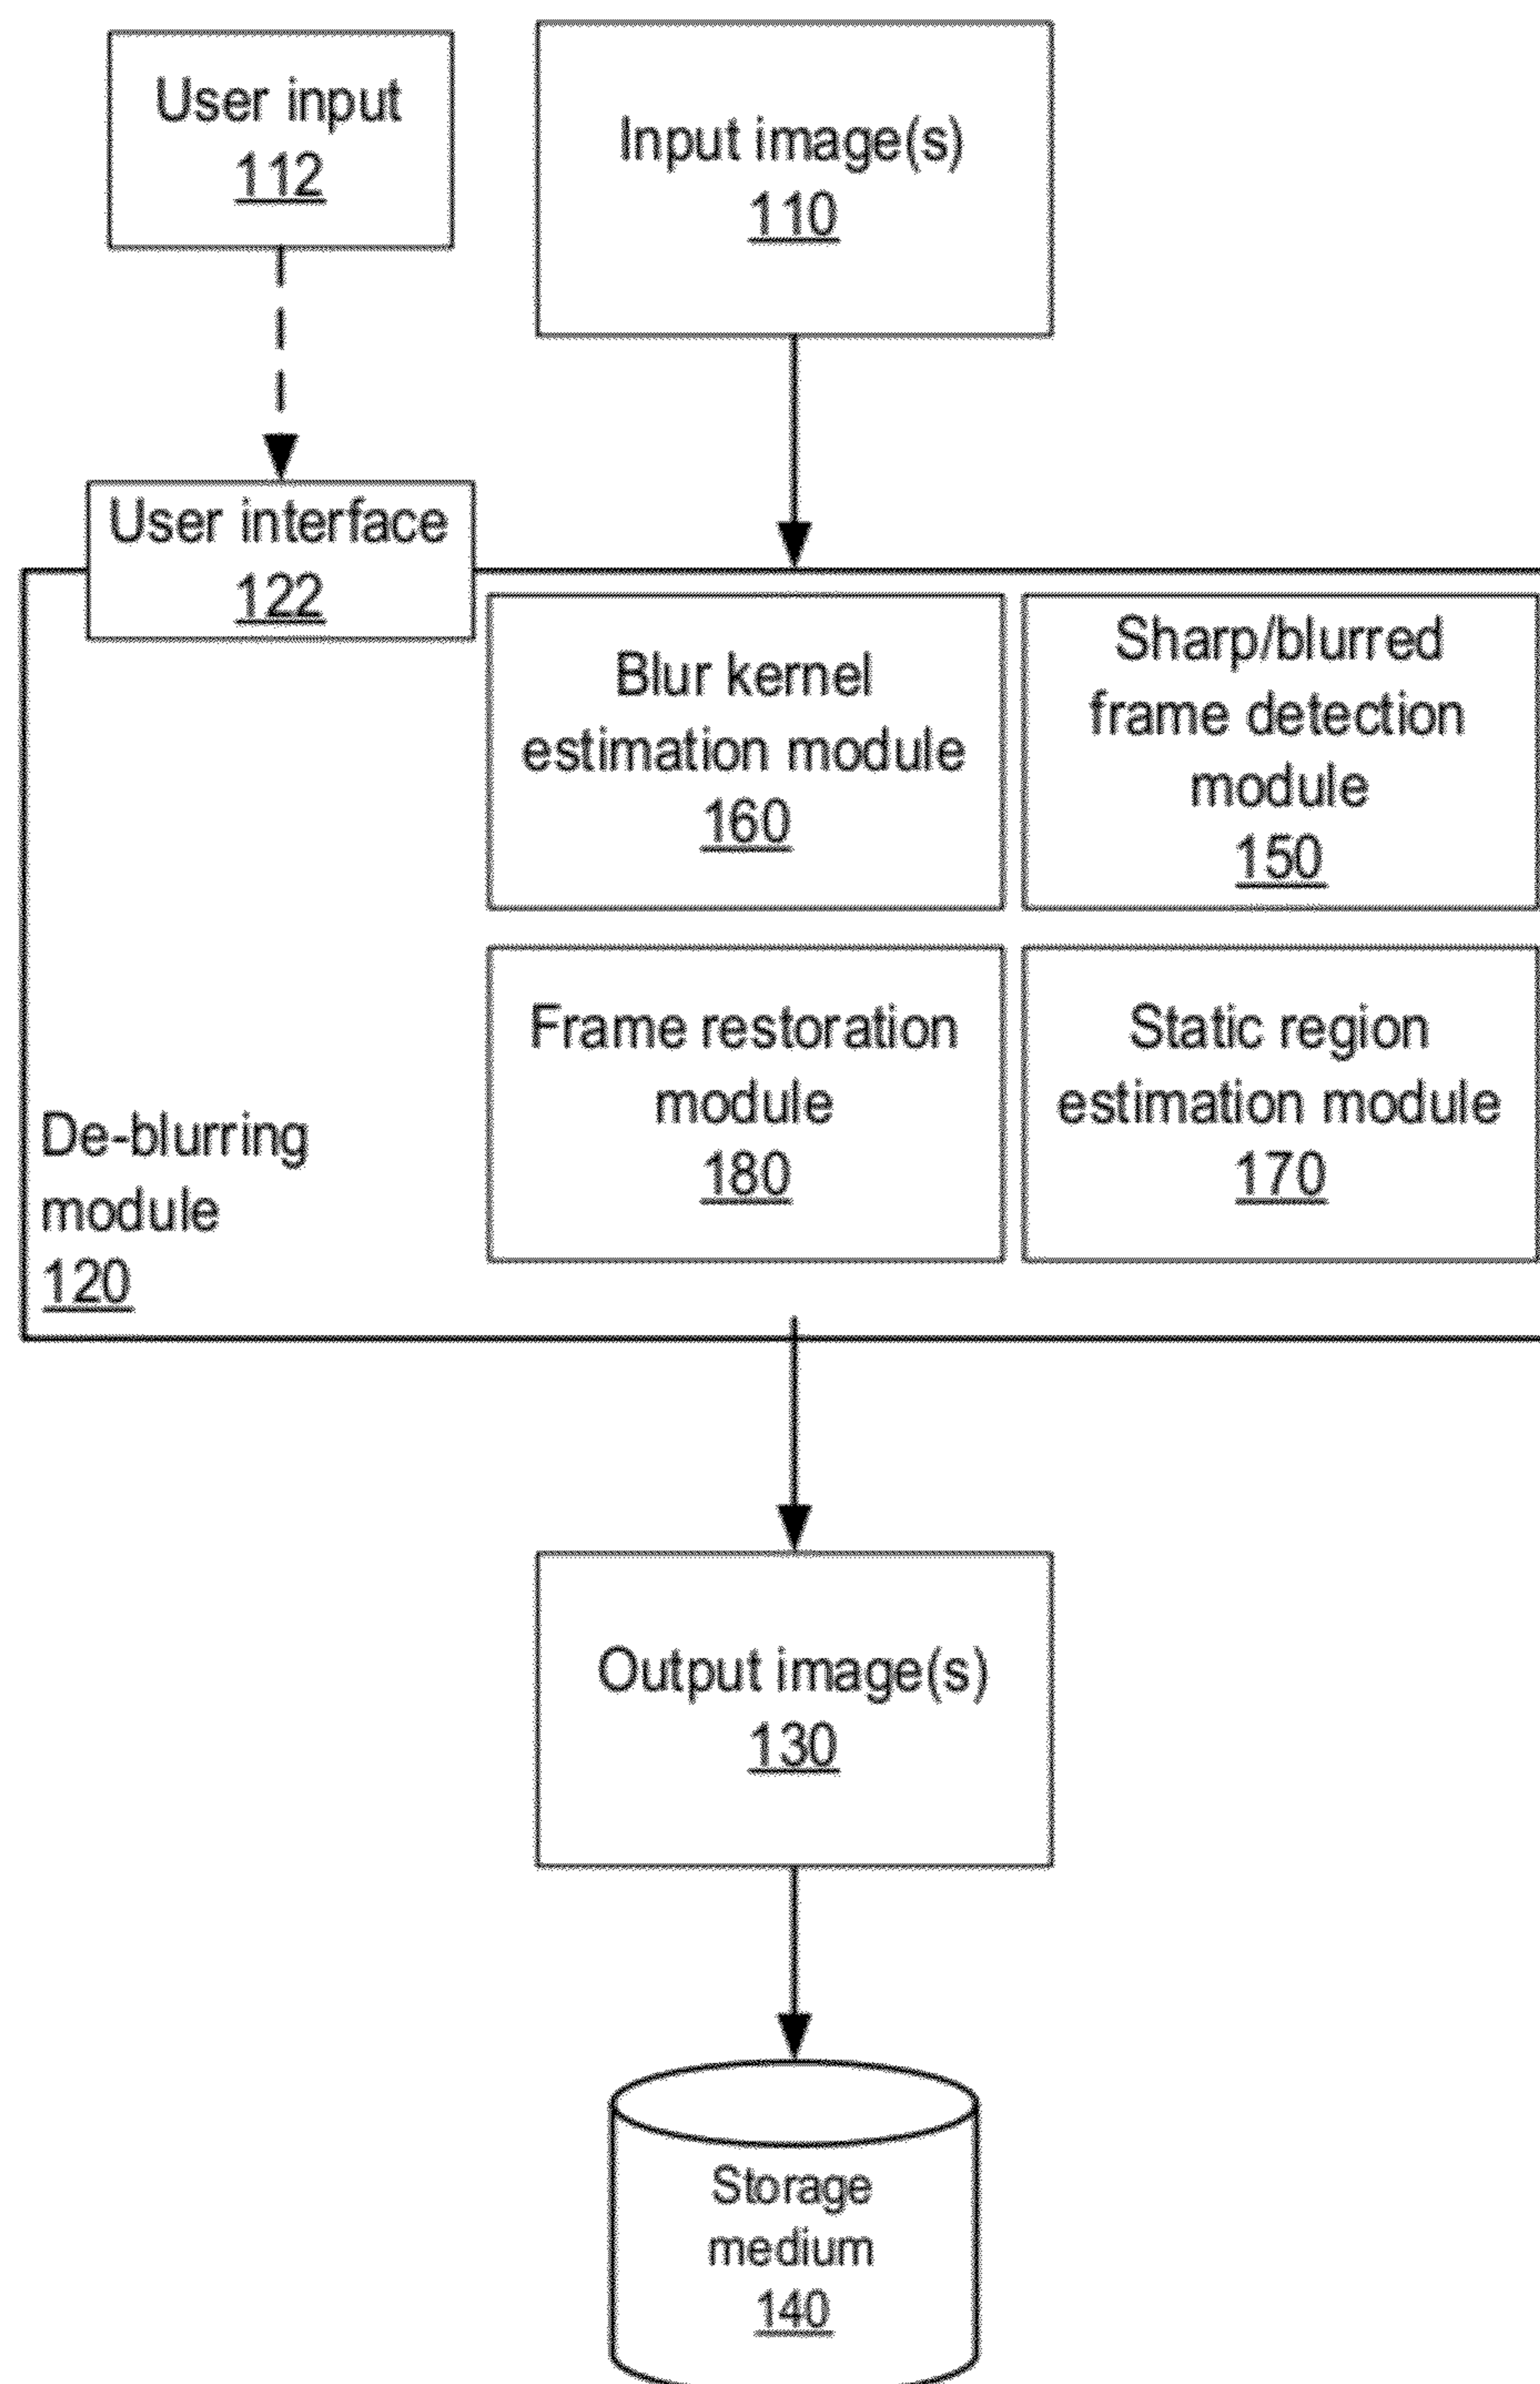 User input
112
Input image(s)
110
User interface
122
Blur kernel
estimation module
160
Sharp/blurred
frame detection
module
150
Frame restoration
module
180
Static region
estimation module
170
De-blurring
module
120
Output image(s)
130
Storage
medium
140